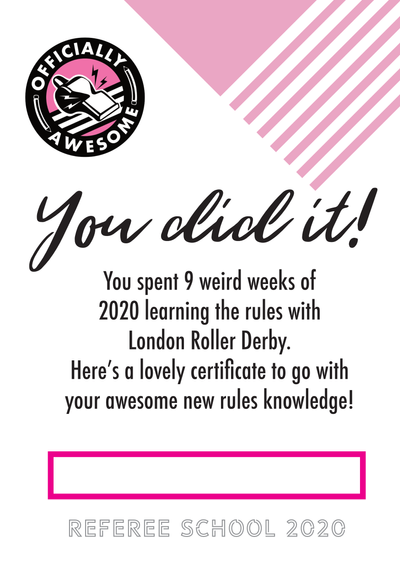 OFFICIALLY
AWESOME
You did it!
You spent 9 weird weeks of
2020 learning the rules with
London Roller Derby.
Here's a lovely certificate to go with
your awesome new rules knowledge!
REFEREE SCHOOL 2020